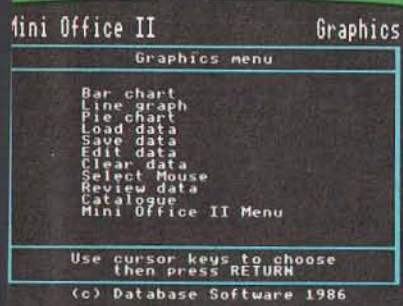 Mini Office II Graphics
Graphics menu
Bar chart
Line graph
Pie chart
Load data
Save data
Edit data
Clear data
Select Mouse
Review data
Catalogue
Mini Office II Menu
Use cursor keys to choose
then press RETURN
(c) Database Software 1986